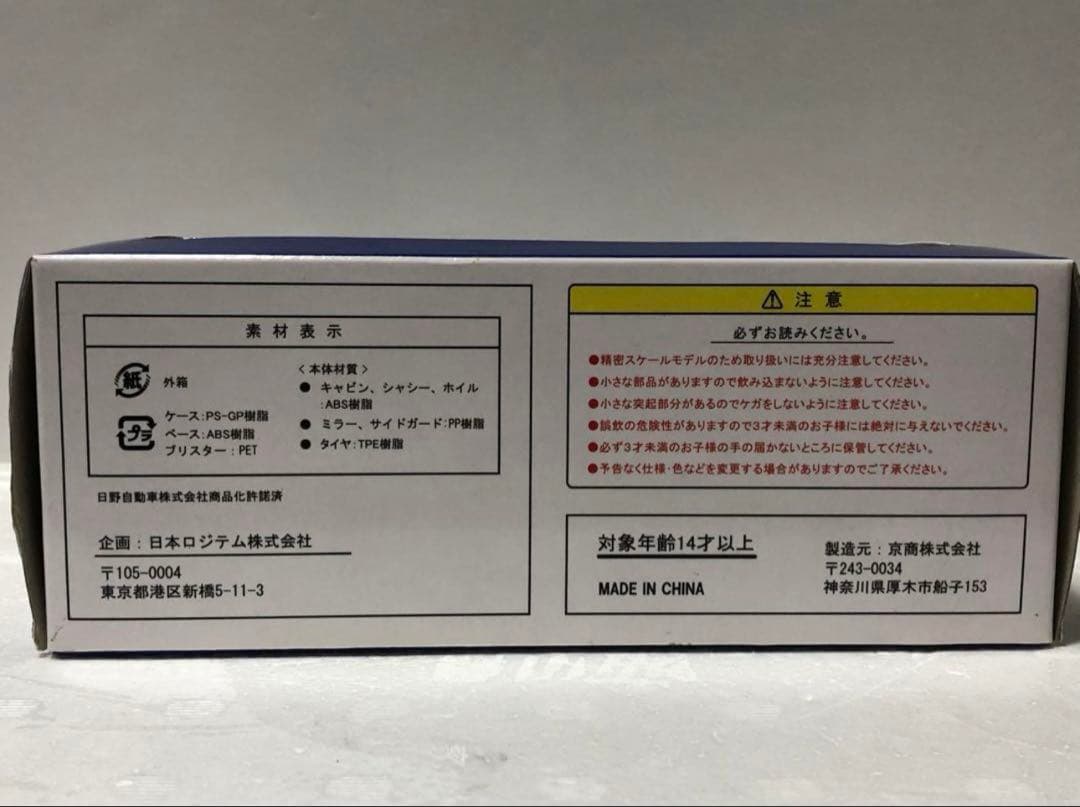 素材表示
紙 外箱
プラ
ケース:PS-GP樹脂
ベース:ABS樹脂
ブリスター:PET
<本体材質>
● キャビン、シャシー、ホイル
:ABS樹脂
● ミラー、サイドガード:PP樹脂
● タイヤ:TPE樹脂
日野自動車株式会社商品化許諾済
企画:日本ロジテム株式会社
〒105-0004
東京都港区新橋5-11-3
⚠ 注意
必ずお読みください。
●精密スケールモデルのため取り扱いには充分注意してください。
●小さな部品がありますので飲み込まないように注意してください。
●小さな突起部分があるのでケガをしないように注意してください。
●誤飲の危険性がありますので3才未満のお子様には絶対に与えないでください。
●必ず3才未満のお子様の手の届かないところに保管してください。
●予告なく仕様・色などを変更する場合がありますのでご了承ください。
対象年齢14才以上
MADE IN CHINA
製造元:京商株式会社
〒243-0034
神奈川県厚木市船子153